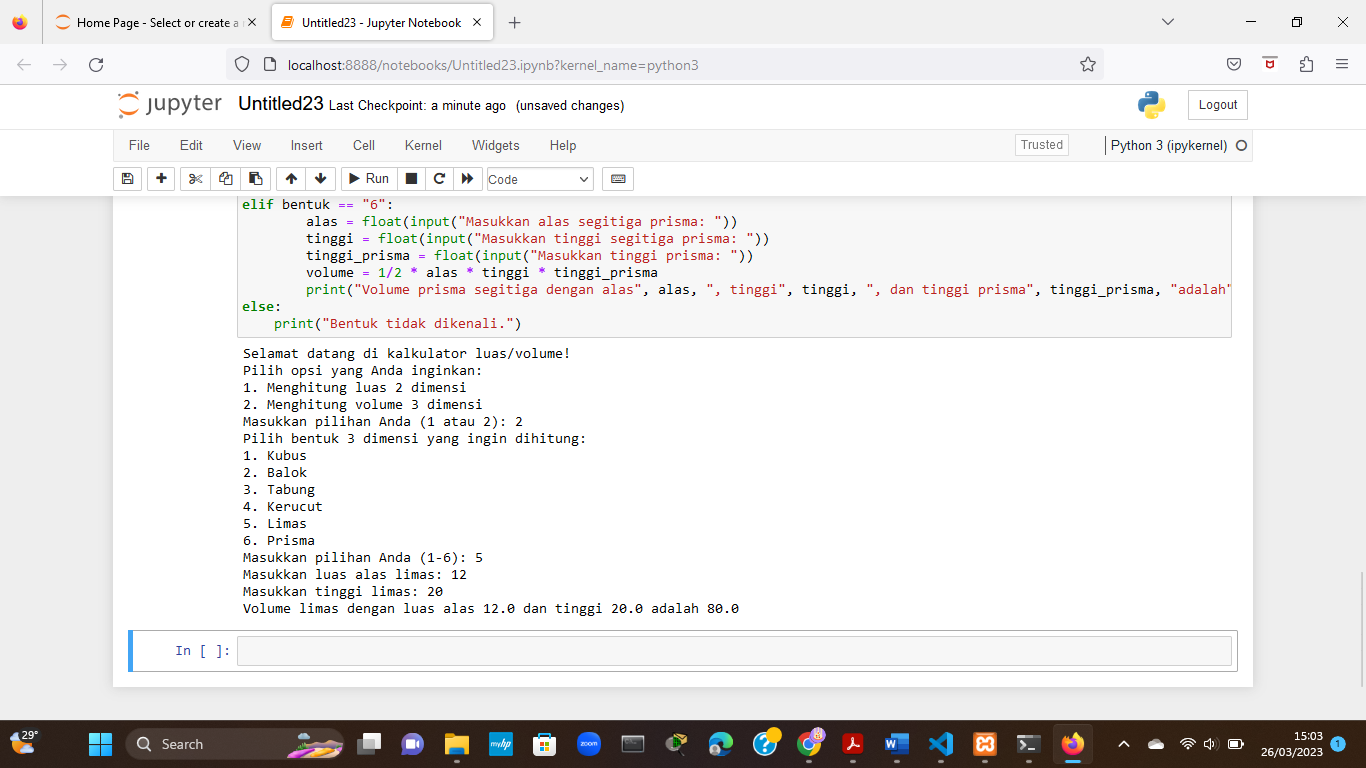 Home Page - Select or create a
Untitled23 - Jupyter Notebook
localhost:8888/notebooks/Untitled23.ipynb?kernel_name=python3
jupyter Untitled23 Last Checkpoint: a minute ago (unsaved changes)
Logout
File Edit View Insert Cell Kernel Widgets Help
Trusted
Python 3 (ipykernel)
Run
Code
elif bentuk == "6":
        alas = float(input("Masukkan alas segitiga prisma: "))
        tinggi = float(input("Masukkan tinggi segitiga prisma: "))
        tinggi_prisma = float(input("Masukkan tinggi prisma: "))
        volume = 1/2 * alas * tinggi * tinggi_prisma
        print("Volume prisma segitiga dengan alas", alas, ", tinggi", tinggi, ", dan tinggi prisma", tinggi_prisma, "adalah"
else:
    print("Bentuk tidak dikenali.")
Selamat datang di kalkulator luas/volume!
Pilih opsi yang Anda inginkan:
1. Menghitung luas 2 dimensi
2. Menghitung volume 3 dimensi
Masukkan pilihan Anda (1 atau 2): 2
Pilih bentuk 3 dimensi yang ingin dihitung:
1. Kubus
2. Balok
3. Tabung
4. Kerucut
5. Limas
6. Prisma
Masukkan pilihan Anda (1-6): 5
Masukkan luas alas limas: 12
Masukkan tinggi limas: 20
Volume limas dengan luas alas 12.0 dan tinggi 20.0 adalah 80.0
In [ ]:
29°
Search
myhp
zoom
15:03
26/03/2023
1